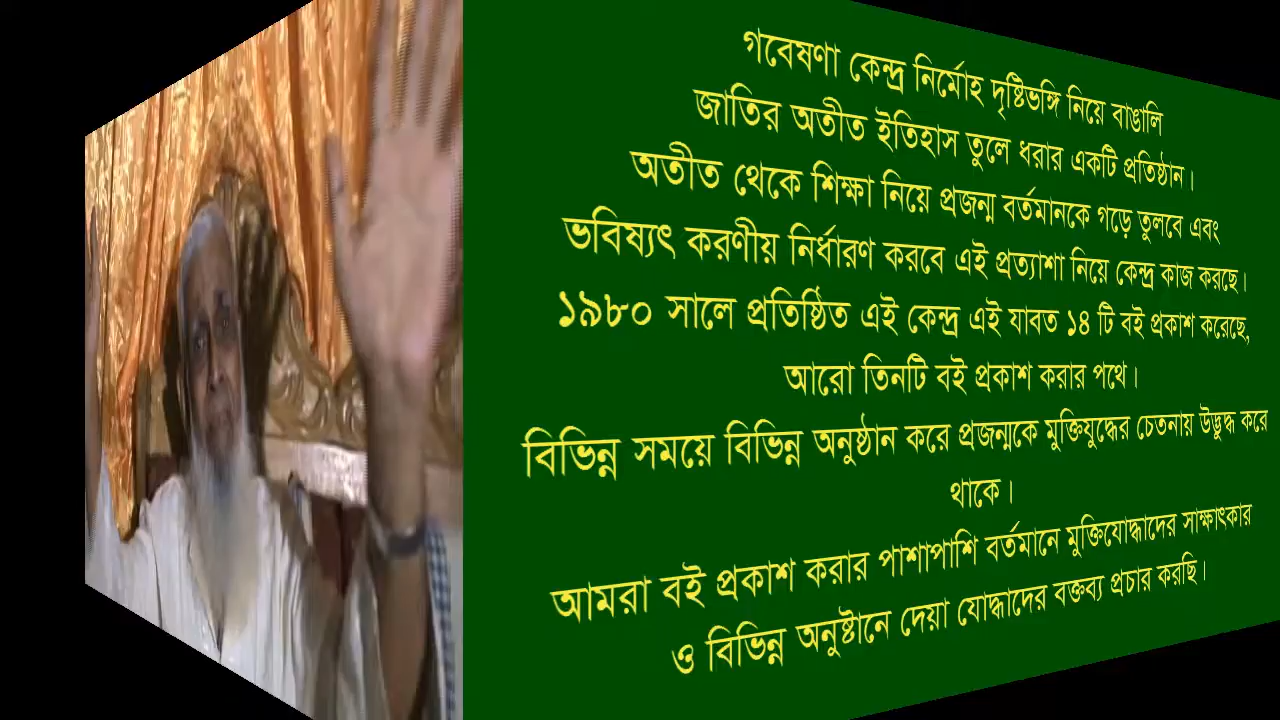 গবেষণা কেন্দ্র নির্মোহ দৃষ্টিভঙ্গি নিয়ে বাঙালি
জাতির অতীত ইতিহাস তুলে ধরার একটি প্রতিষ্ঠান।
অতীত থেকে শিক্ষা নিয়ে প্রজন্ম বর্তমানকে গড়ে তুলবে এবং
ভবিষ্যৎ করণীয় নির্ধারণ করবে এই প্রত্যাশা নিয়ে কেন্দ্র কাজ করছে।
১৯৮০ সালে প্রতিষ্ঠিত এই কেন্দ্র এই যাবত ১৪ টি বই প্রকাশ করেছে,
আরো তিনটি বই প্রকাশ করার পথে।
বিভিন্ন সময়ে বিভিন্ন অনুষ্ঠান করে প্রজন্মকে মুক্তিযুদ্ধের চেতনায় উদ্ভুদ্ধ করে
থাকে।
আমরা বই প্রকাশ করার পাশাপাশি বর্তমানে মুক্তিযোদ্ধাদের সাক্ষাৎকার
ও বিভিন্ন অনুষ্টানে দেয়া যোদ্ধাদের বক্তব্য প্রচার করছি।